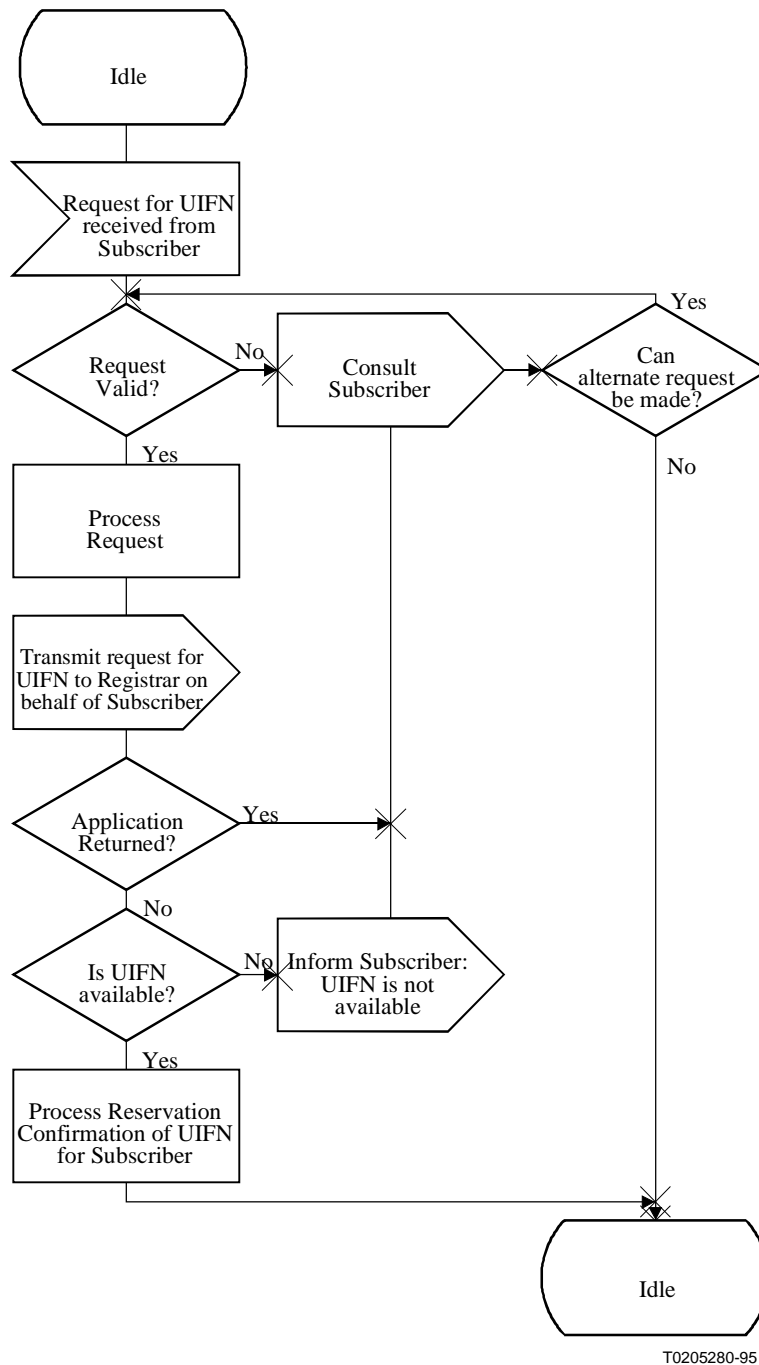 Idle
Request for UIFN
received from
Subscriber
Yes
Request
Valid?
No
Consult
Subscriber
Can
alternate request
be made?
Yes
No
Process
Request
Transmit request for
UIFN to Registrar on
behalf of Subscriber
Application
Returned?
Yes
No
Is UIFN
available?
No
Inform Subscriber:
UIFN is not
available
Yes
Process Reservation
Confirmation of UIFN
for Subscriber
Idle
T0205280-95